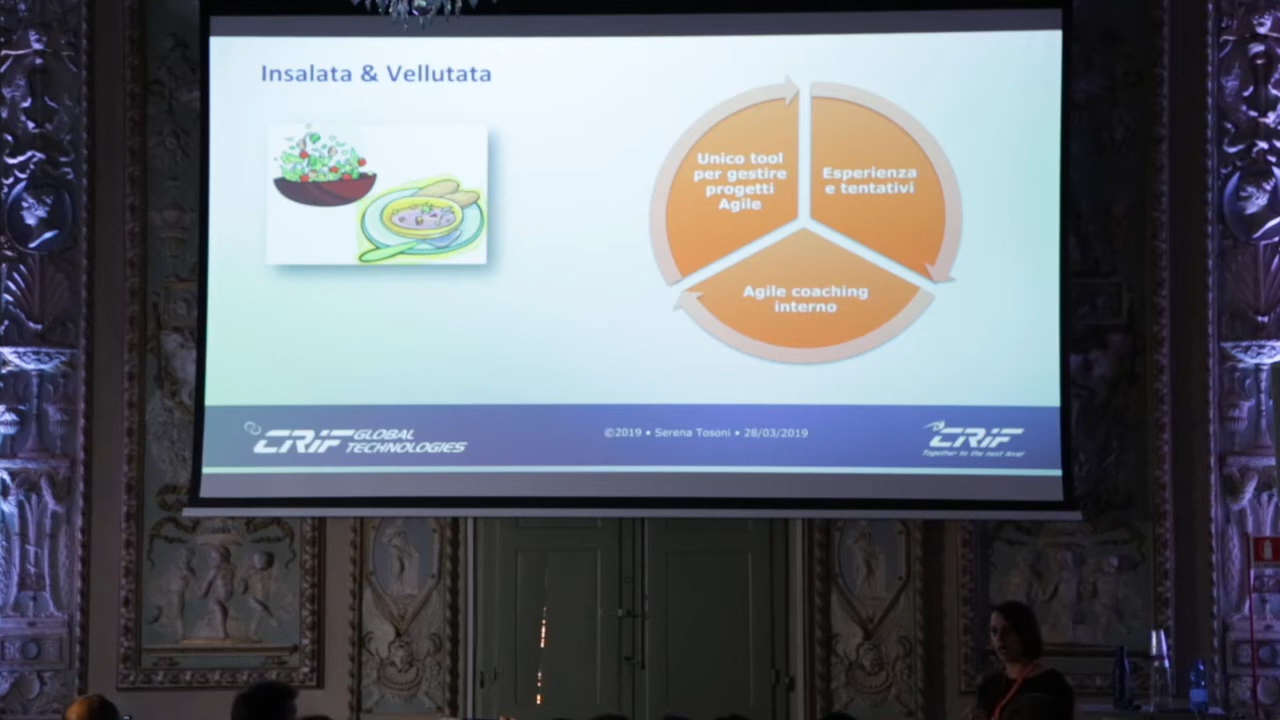 Insalata & Vellutata
Unico tool
per gestire
progetti
Agile
Esperienza
e tentativi
Agile coaching
interno
CRIF GLOBAL
TECHNOLOGIES
©2019 • Serena Tosoni • 28/03/2019
CRIF
Together to the next level